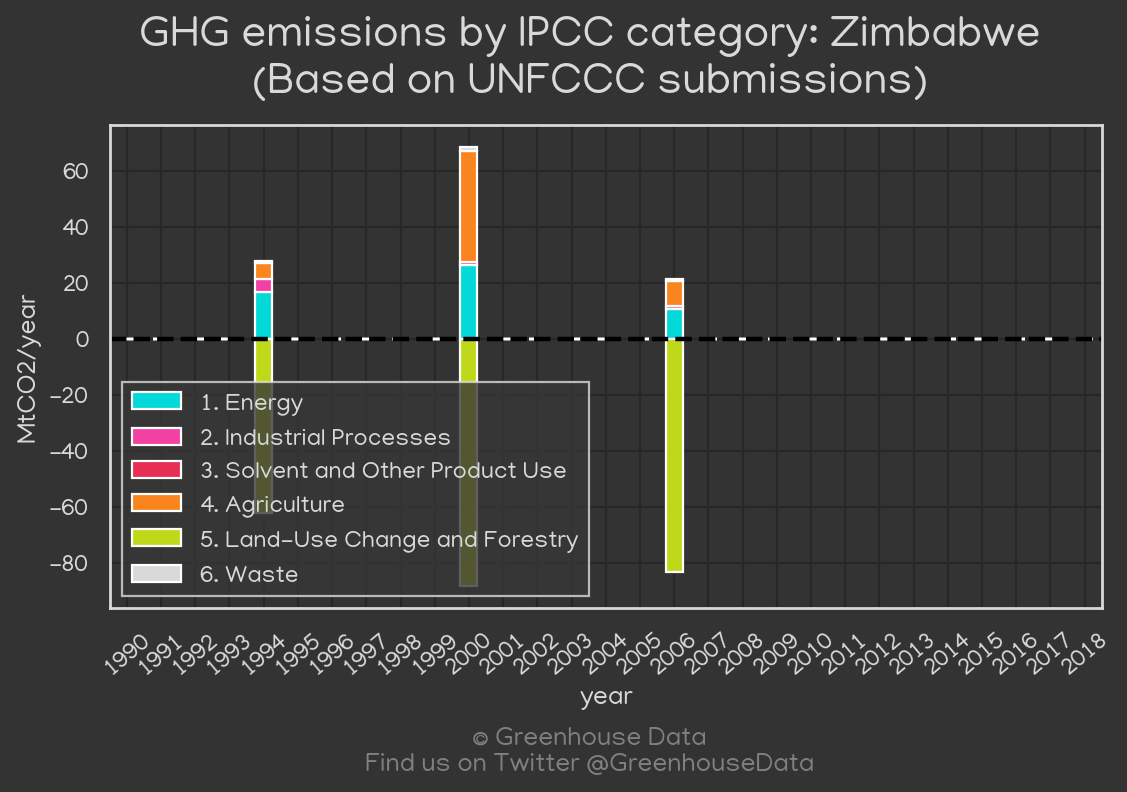 GHG emissions by IPCC category: Zimbabwe
(Based on UNFCCC submissions)
MtCO2/year
60
40
20
0
−20
−40
−60
−80
1. Energy
2. Industrial Processes
3. Solvent and Other Product Use
4. Agriculture
5. Land-Use Change and Forestry
6. Waste
1990 1991 1992 1993 1994 1995 1996 1997 1998 1999 2000 2001 2002 2003 2004 2005 2006 2007 2008 2009 2010 2011 2012 2013 2014 2015 2016 2017 2018
year
© Greenhouse Data
Find us on Twitter @GreenhouseData